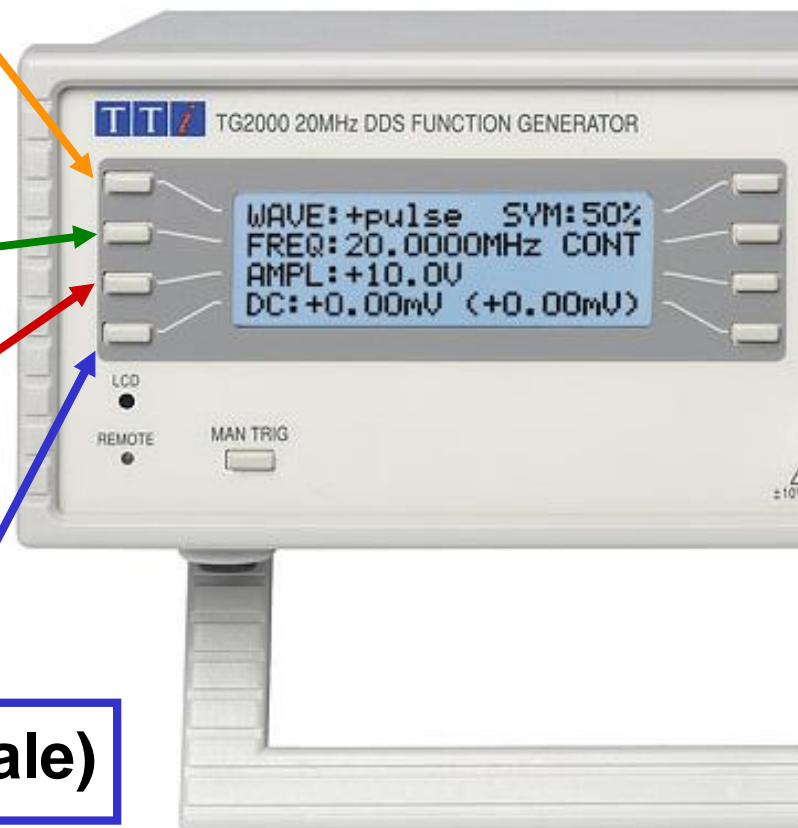 TTi TG2000 20MHz DDS FUNCTION GENERATOR
WAVE:+pulse SYM:50%
FREQ:20.0000MHz CONT
AMPL:+10.0V
DC:+0.00mV (+0.00mV)
LCD
REMOTE
MAN TRIG
ale)